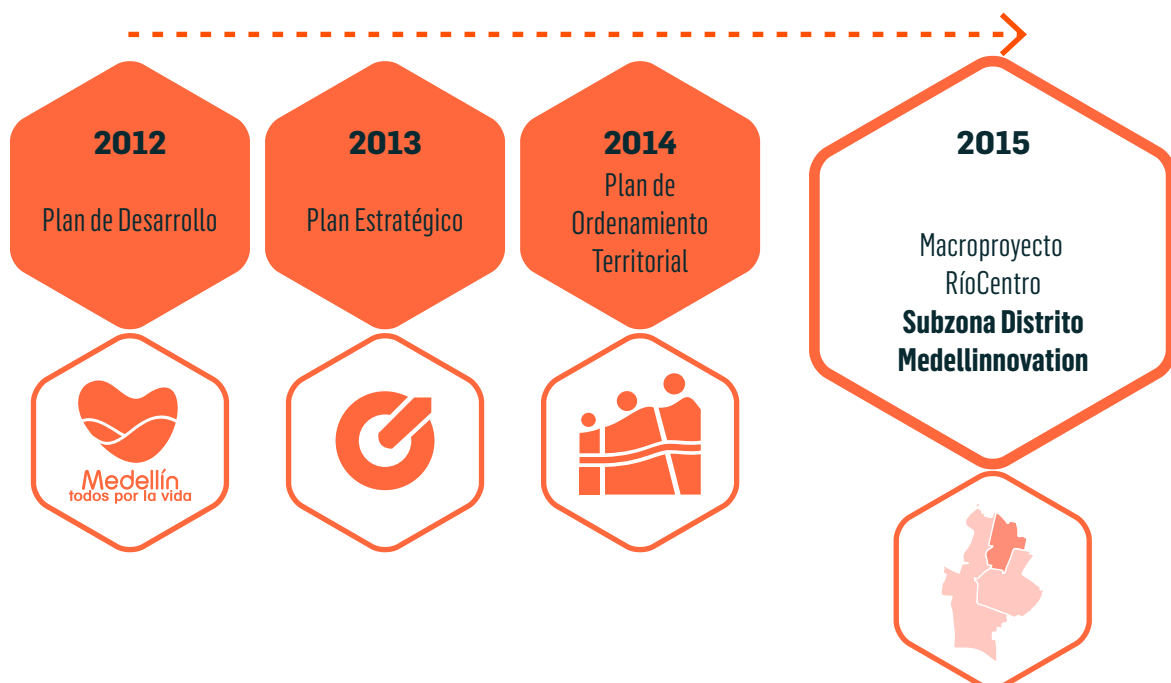 2012
Plan de Desarrollo
2013
Plan Estratégico
2014
Plan de
Ordenamiento
Territorial
2015
Macroproyecto
RíoCentro
Subzona Distrito
Medellinnovation
Medellín
todos por la vida